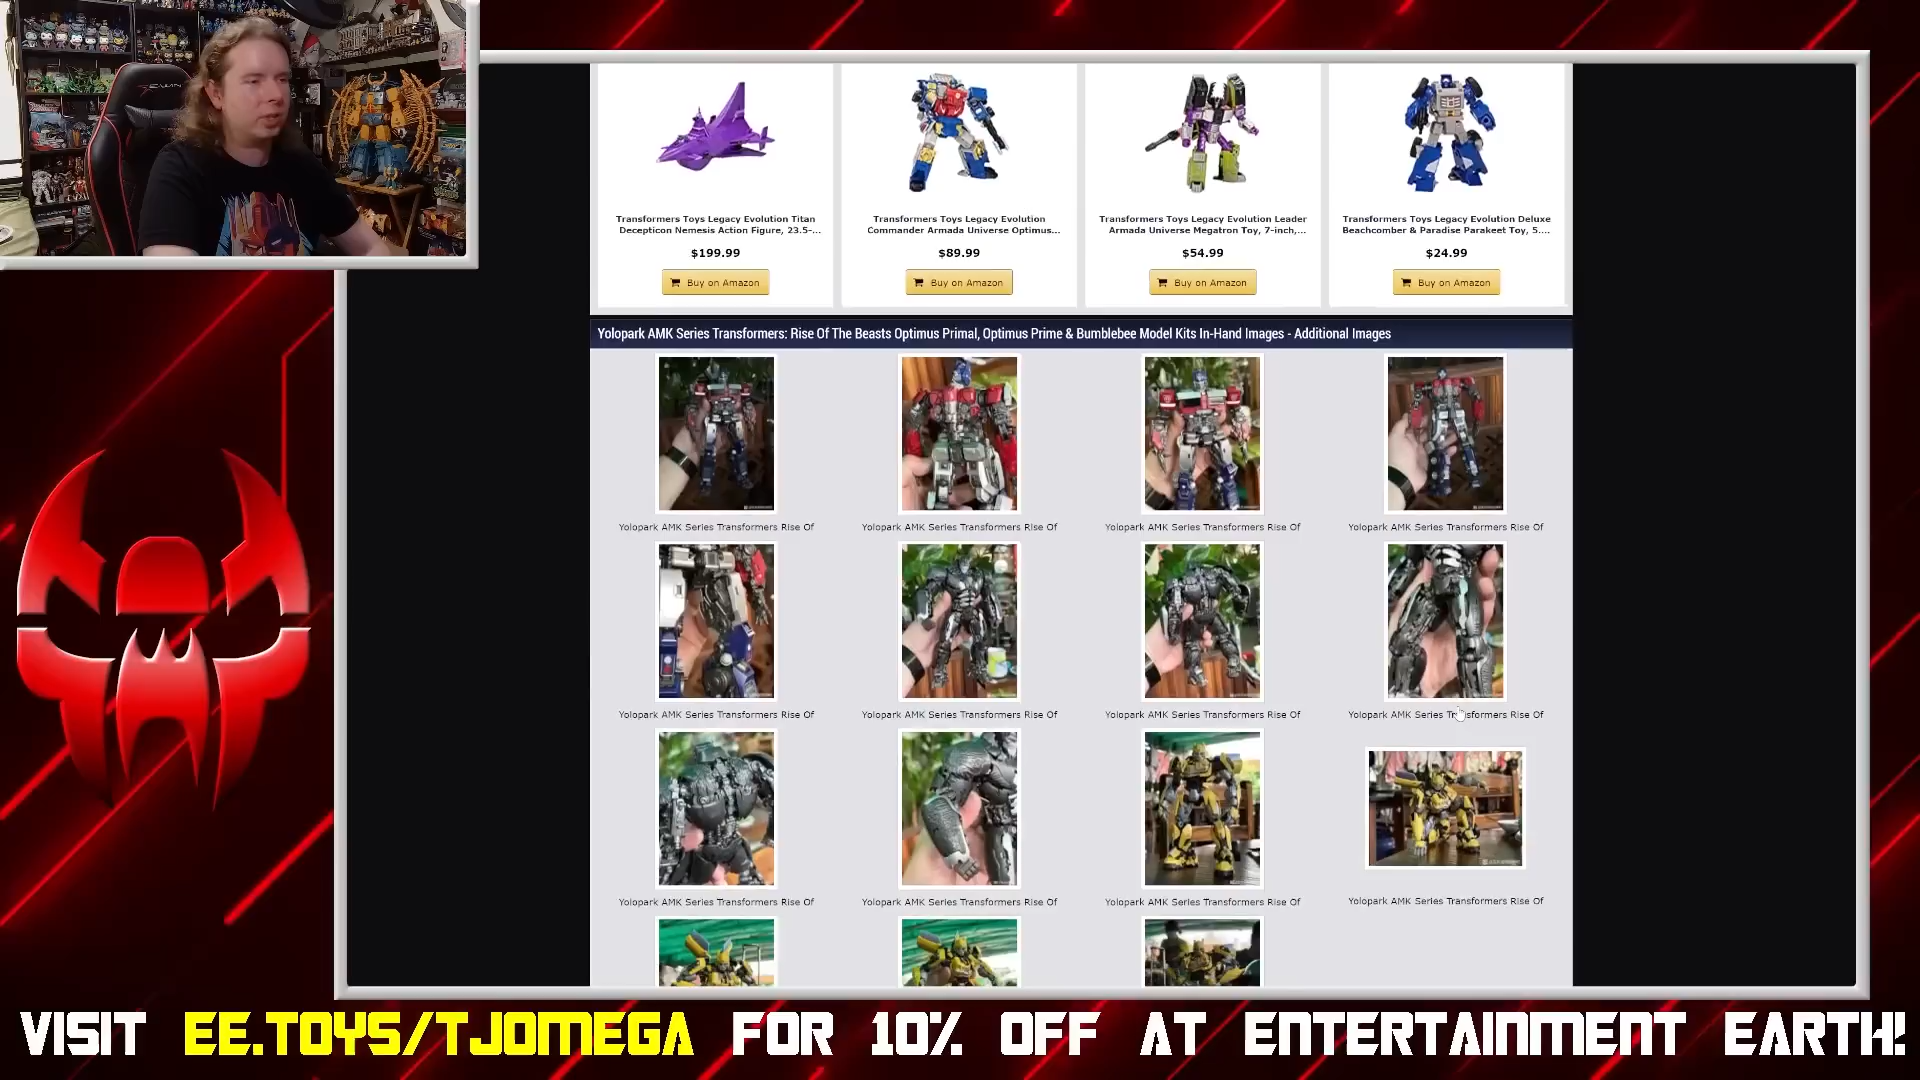 Transformers Toys Legacy Evolution Titan
Decepticon Nemesis Action Figure, 23.5-...
$199.99
Buy on Amazon
Transformers Toys Legacy Evolution
Commander Armada Universe Optimus...
$89.99
Buy on Amazon
Transformers Toys Legacy Evolution Leader
Armada Universe Megatron Toy, 7-inch,...
$54.99
Buy on Amazon
Transformers Toys Legacy Evolution Deluxe
Beachcomber & Paradise Parakeet Toy, 5....
$24.99
Buy on Amazon
Yolopark AMK Series Transformers: Rise Of The Beasts Optimus Primal, Optimus Prime & Bumblebee Model Kits In-Hand Images - Additional Images
Yolopark AMK Series Transformers Rise Of
Yolopark AMK Series Transformers Rise Of
Yolopark AMK Series Transformers Rise Of
Yolopark AMK Series Transformers Rise Of
Yolopark AMK Series Transformers Rise Of
Yolopark AMK Series Transformers Rise Of
Yolopark AMK Series Transformers Rise Of
Yolopark AMK Series Transformers Rise Of
Yolopark AMK Series Transformers Rise Of
Yolopark AMK Series Transformers Rise Of
Yolopark AMK Series Transformers Rise Of
Yolopark AMK Series Transformers Rise Of
VISIT EE.TOYS/TJOMEGA FOR 10% OFF AT ENTERTAINMENT EARTH!